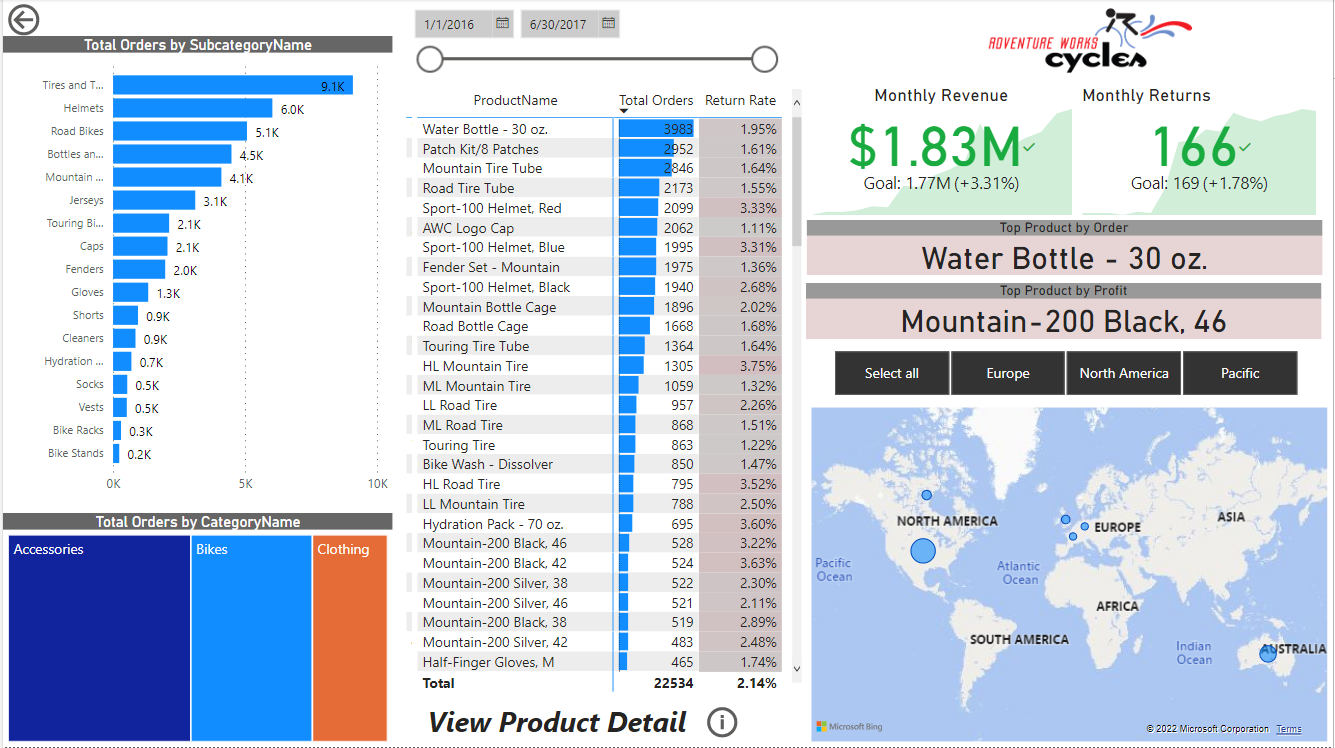 Total Orders by SubcategoryName
Tires and T...
9.1K
Helmets
6.0K
Road Bikes
5.1K
Bottles an...
4.5K
Mountain ...
4.1K
Jerseys
3.1K
Touring Bi...
2.1K
Caps
2.1K
Fenders
2.0K
Gloves
1.3K
Shorts
0.9K
Cleaners
0.9K
Hydration ...
0.7K
Socks
0.5K
Vests
0.5K
Bike Racks
0.3K
Bike Stands
0.2K
0K 5K 10K
Total Orders by CategoryName
Accessories
Bikes
Clothing
1/1/2016 6/30/2017
ProductName Total Orders Return Rate
Water Bottle - 30 oz. 3983 1.95%
Patch Kit/8 Patches 2952 1.61%
Mountain Tire Tube 2846 1.64%
Road Tire Tube 2173 1.55%
Sport-100 Helmet, Red 2099 3.33%
AWC Logo Cap 2062 1.11%
Sport-100 Helmet, Blue 1995 3.31%
Fender Set - Mountain 1975 1.36%
Sport-100 Helmet, Black 1940 2.68%
Mountain Bottle Cage 1896 2.02%
Road Bottle Cage 1668 1.68%
Touring Tire Tube 1364 1.64%
HL Mountain Tire 1305 3.75%
ML Mountain Tire 1059 1.32%
LL Road Tire 957 2.26%
ML Road Tire 868 1.51%
Touring Tire 863 1.22%
Bike Wash - Dissolver 850 1.47%
HL Road Tire 795 3.52%
LL Mountain Tire 788 2.50%
Hydration Pack - 70 oz. 695 3.60%
Mountain-200 Black, 46 528 3.22%
Mountain-200 Black, 42 524 3.63%
Mountain-200 Silver, 38 522 2.30%
Mountain-200 Silver, 46 521 2.11%
Mountain-200 Black, 38 519 2.89%
Mountain-200 Silver, 42 483 2.48%
Half-Finger Gloves, M 465 1.74%
Total 22534 2.14%
View Product Detail
ADVENTURE WORKS
cycles
Monthly Revenue
$1.83M
Goal: 1.77M (+3.31%)
Monthly Returns
166
Goal: 169 (+1.78%)
Top Product by Order
Water Bottle - 30 oz.
Top Product by Profit
Mountain-200 Black, 46
Select all
Europe
North America
Pacific
NORTH AMERICA
EUROPE
ASIA
Pacific
Ocean
Atlantic
Ocean
AFRICA
SOUTH AMERICA
Indian
Ocean
AUSTRALIA
Microsoft Bing
© 2022 Microsoft Corporation Terms